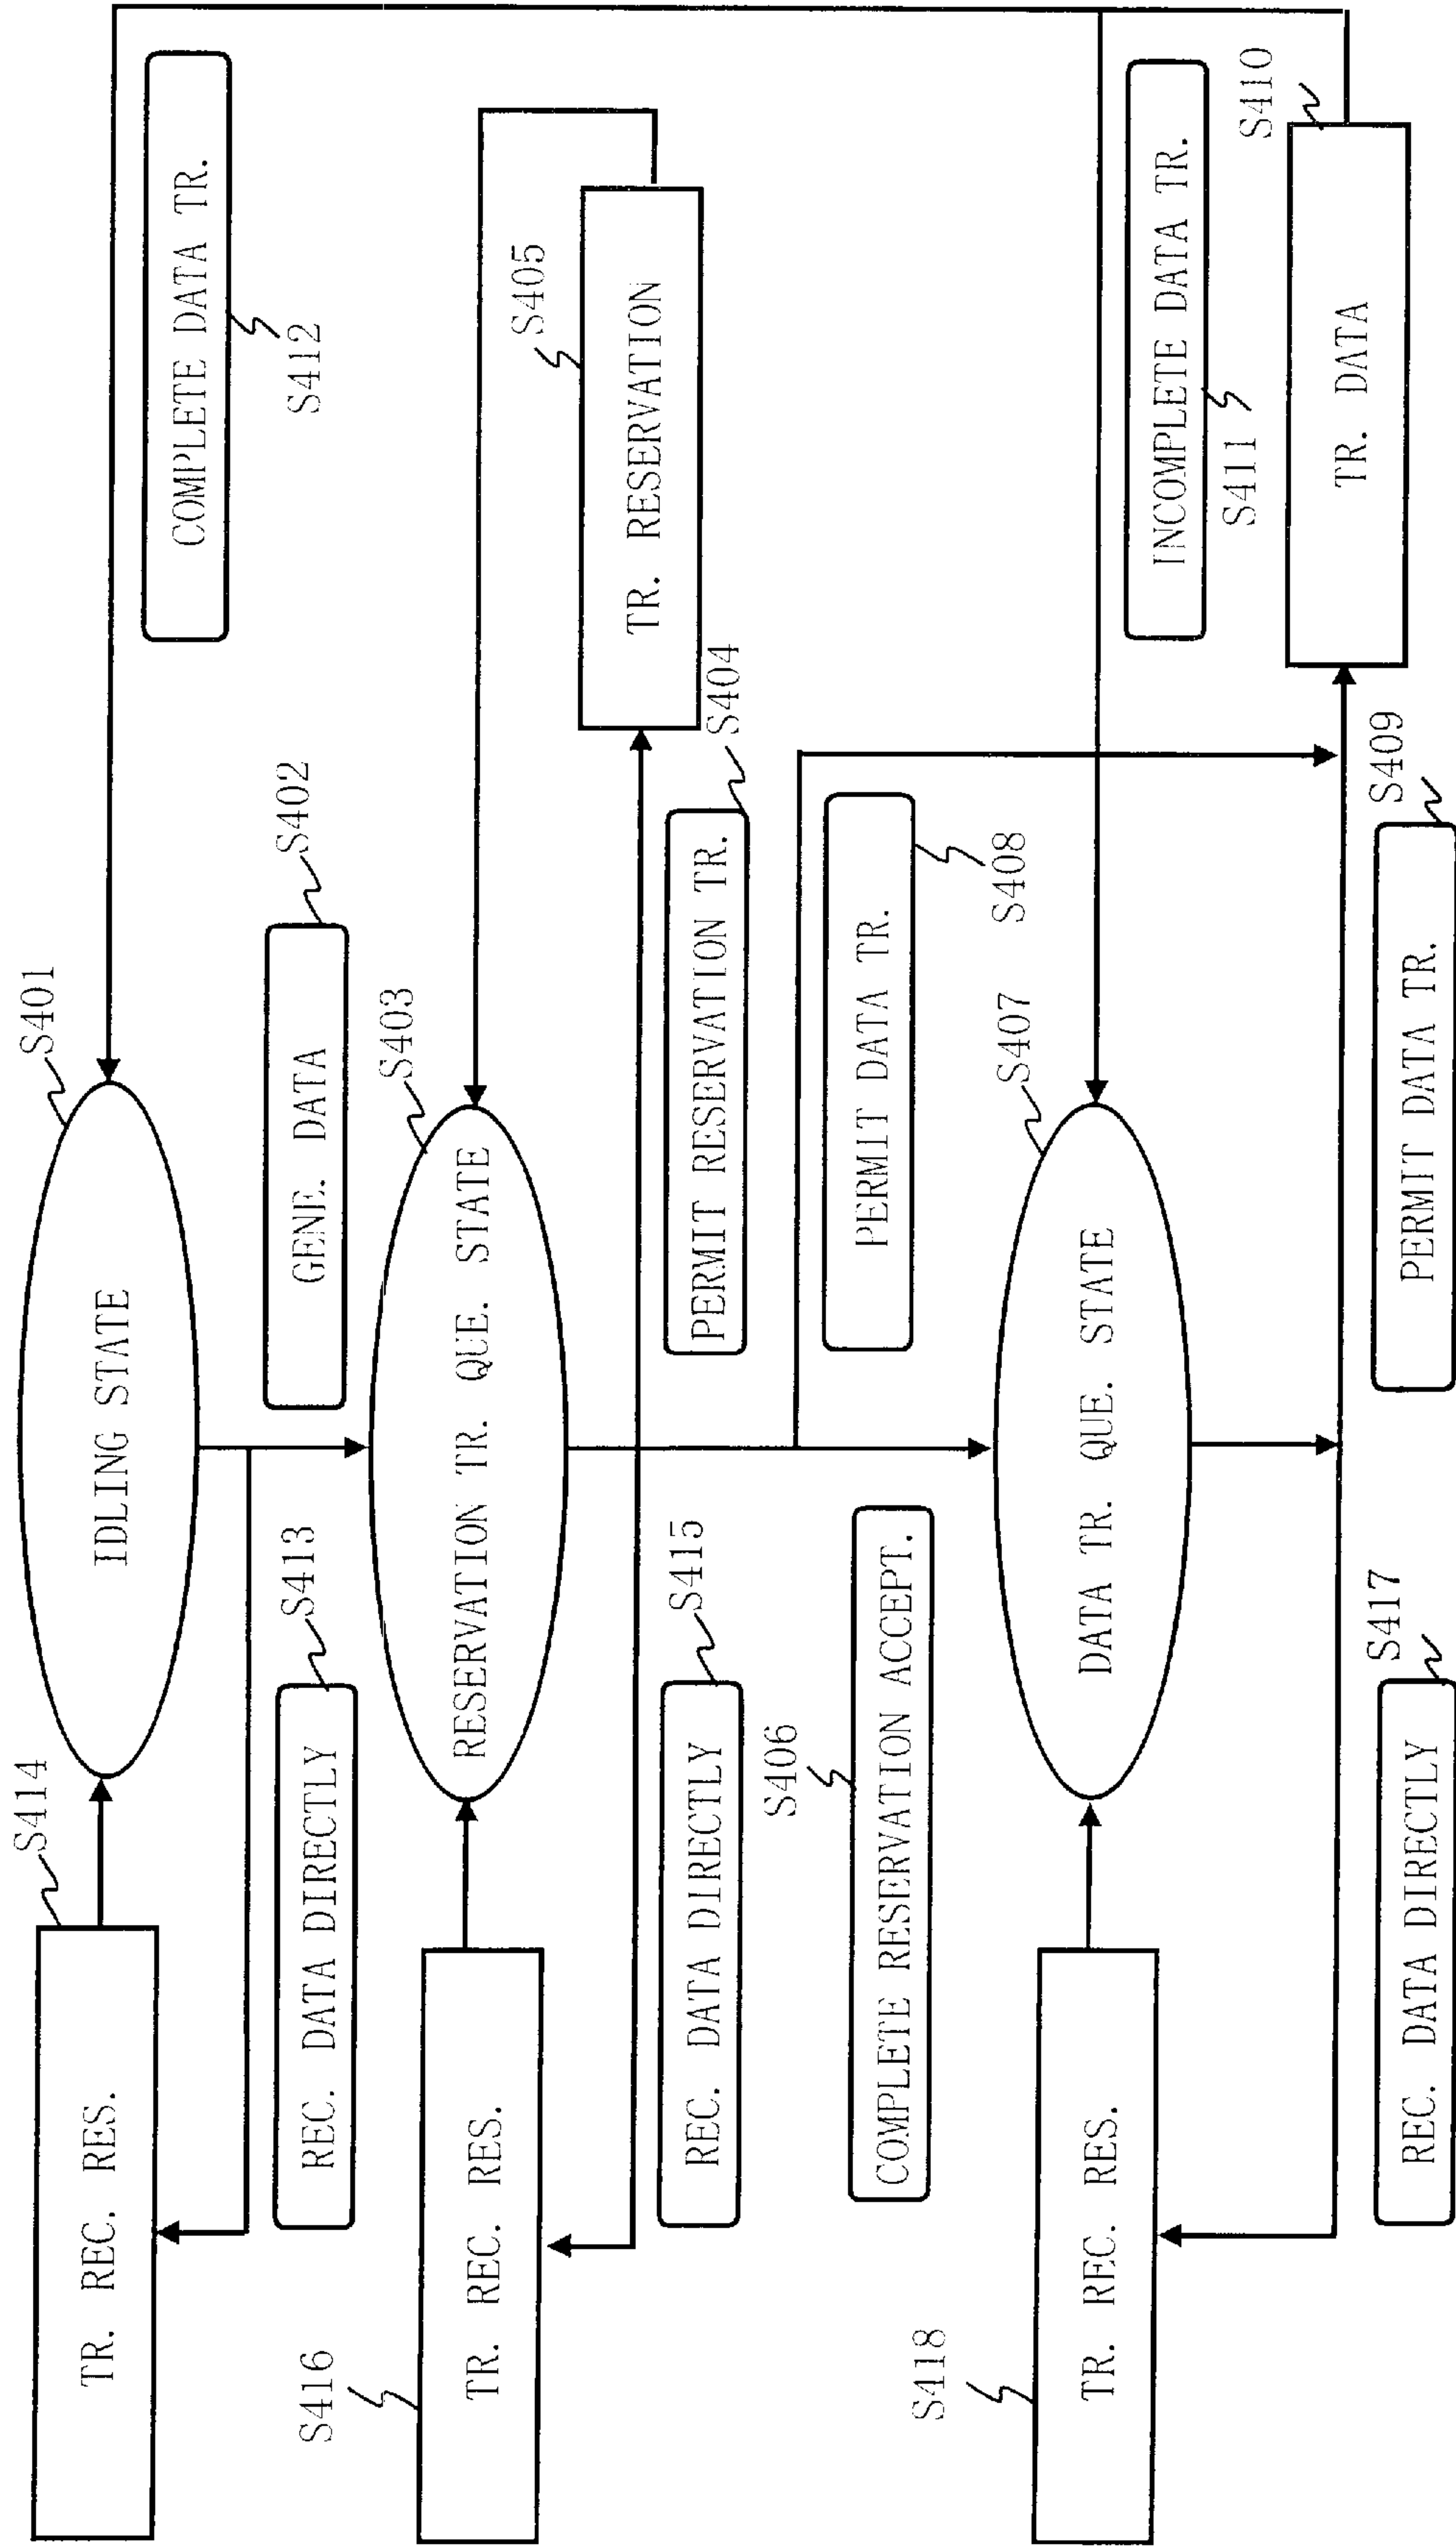 TR. REC. RES.
S414
IDLING STATE
S401
COMPLETE DATA TR.
S412
REC. DATA DIRECTLY
S413
GENE. DATA
S402
S416
TR. REC. RES.
RESERVATION TR. QUE. STATE
S403
TR. RESERVATION
S405
REC. DATA DIRECTLY
S415
PERMIT RESERVATION TR.
S404
COMPLETE RESERVATION ACCEPT.
S406
PERMIT DATA TR.
S408
S418
TR. REC. RES.
DATA TR. QUE. STATE
S407
INCOMPLETE DATA TR.
S411
TR. DATA
S410
REC. DATA DIRECTLY
S417
PERMIT DATA TR.
S409